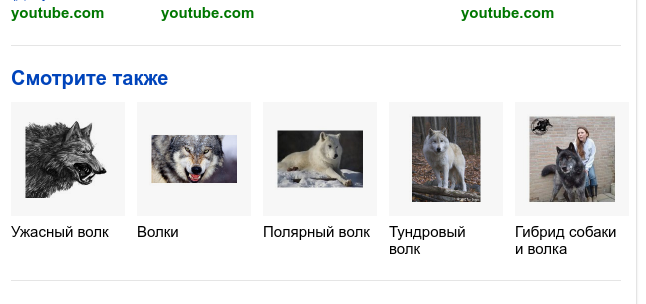 youtube.com youtube.com youtube.com
Смотрите также
Ужасный волк Волки Полярный волк Тундровый волк Гибрид собаки и волка